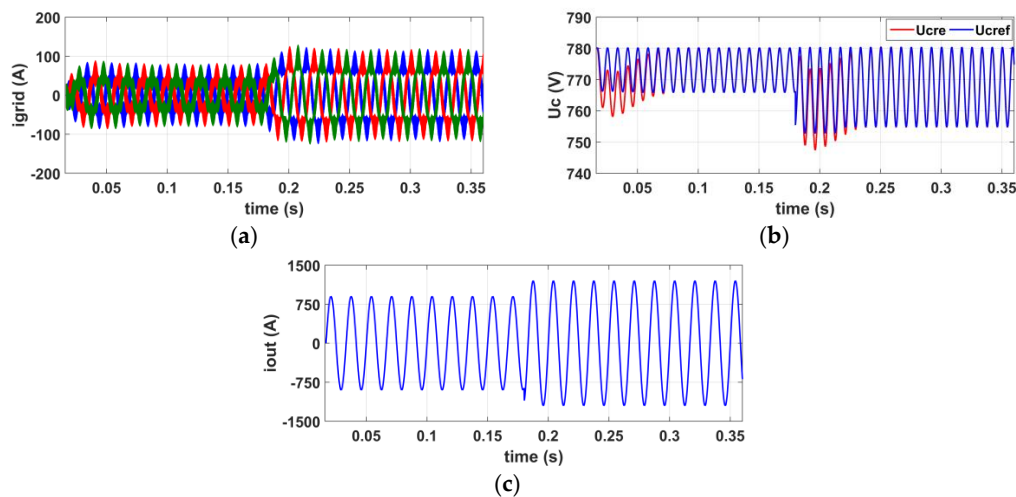 200
100
0
-100
-200
igrid (A)
0.05 0.1 0.15 0.2 0.25 0.3 0.35
time (s)
(a)
790
780
770
760
750
740
Uc (V)
Ucre Ucref
0.05 0.1 0.15 0.2 0.25 0.3 0.35
time (s)
(b)
1500
750
0
-750
-1500
iout (A)
0.05 0.1 0.15 0.2 0.25 0.3 0.35
time (s)
(c)